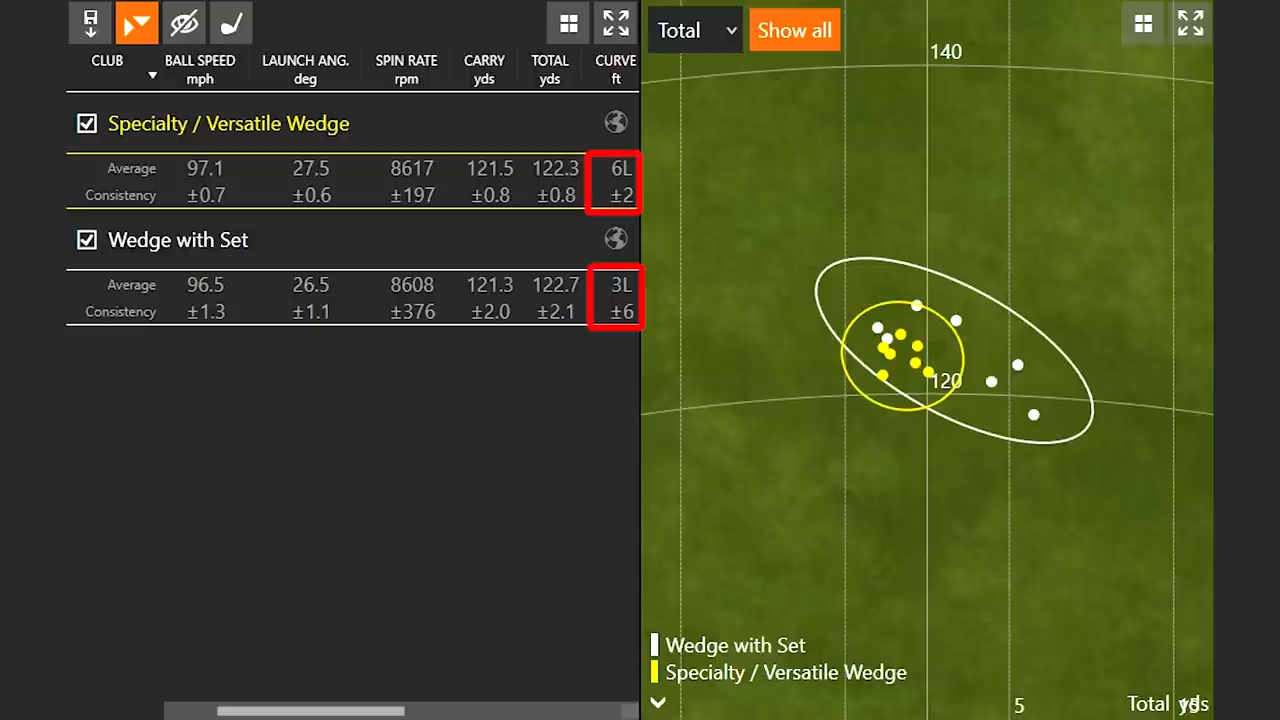 CLUB BALL SPEED LAUNCH ANG. SPIN RATE CARRY TOTAL CURVE
mph deg rpm yds yds ft
Specialty / Versatile Wedge
Average 97.1 27.5 8617 121.5 122.3 6L
Consistency ±0.7 ±0.6 ±197 ±0.8 ±0.8 ±2
Wedge with Set
Average 96.5 26.5 8608 121.3 122.7 3L
Consistency ±1.3 ±1.1 ±376 ±2.0 ±2.1 ±6
Total Show all
140
120
Wedge with Set
Specialty / Versatile Wedge
5 Total yds